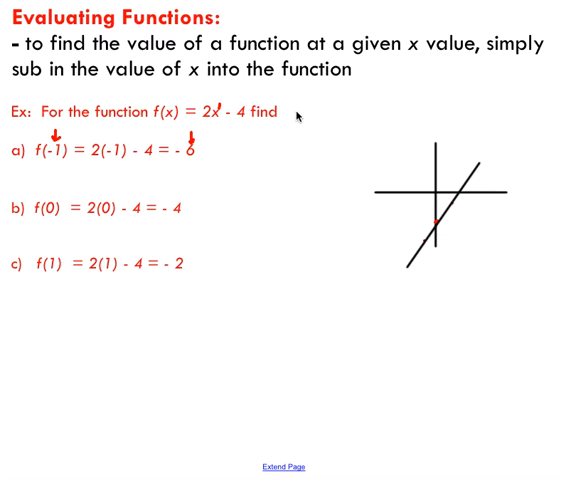 Evaluating Functions:
- to find the value of a function at a given x value, simply
sub in the value of x into the function
Ex: For the function f(x) = 2x - 4 find
a) f(-1) = 2(-1) - 4 = - 6
b) f(0) = 2(0) - 4 = - 4
c) f(1) = 2(1) - 4 = - 2
Extend Page